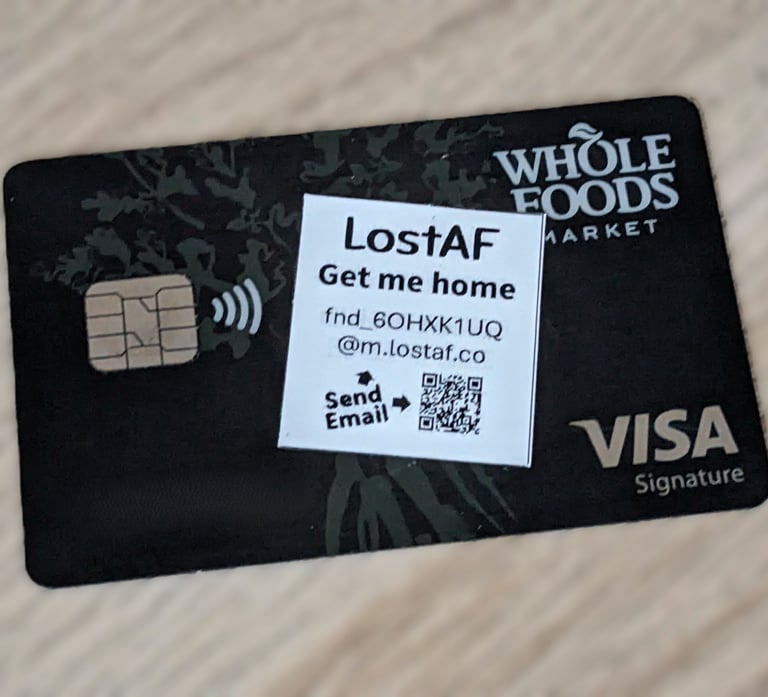 WHOLE
FOODS
MARKET
LostAF
Get me home
fnd_6OHXK1UQ
@m.lostaf.co
Send
Email
VISA
Signature